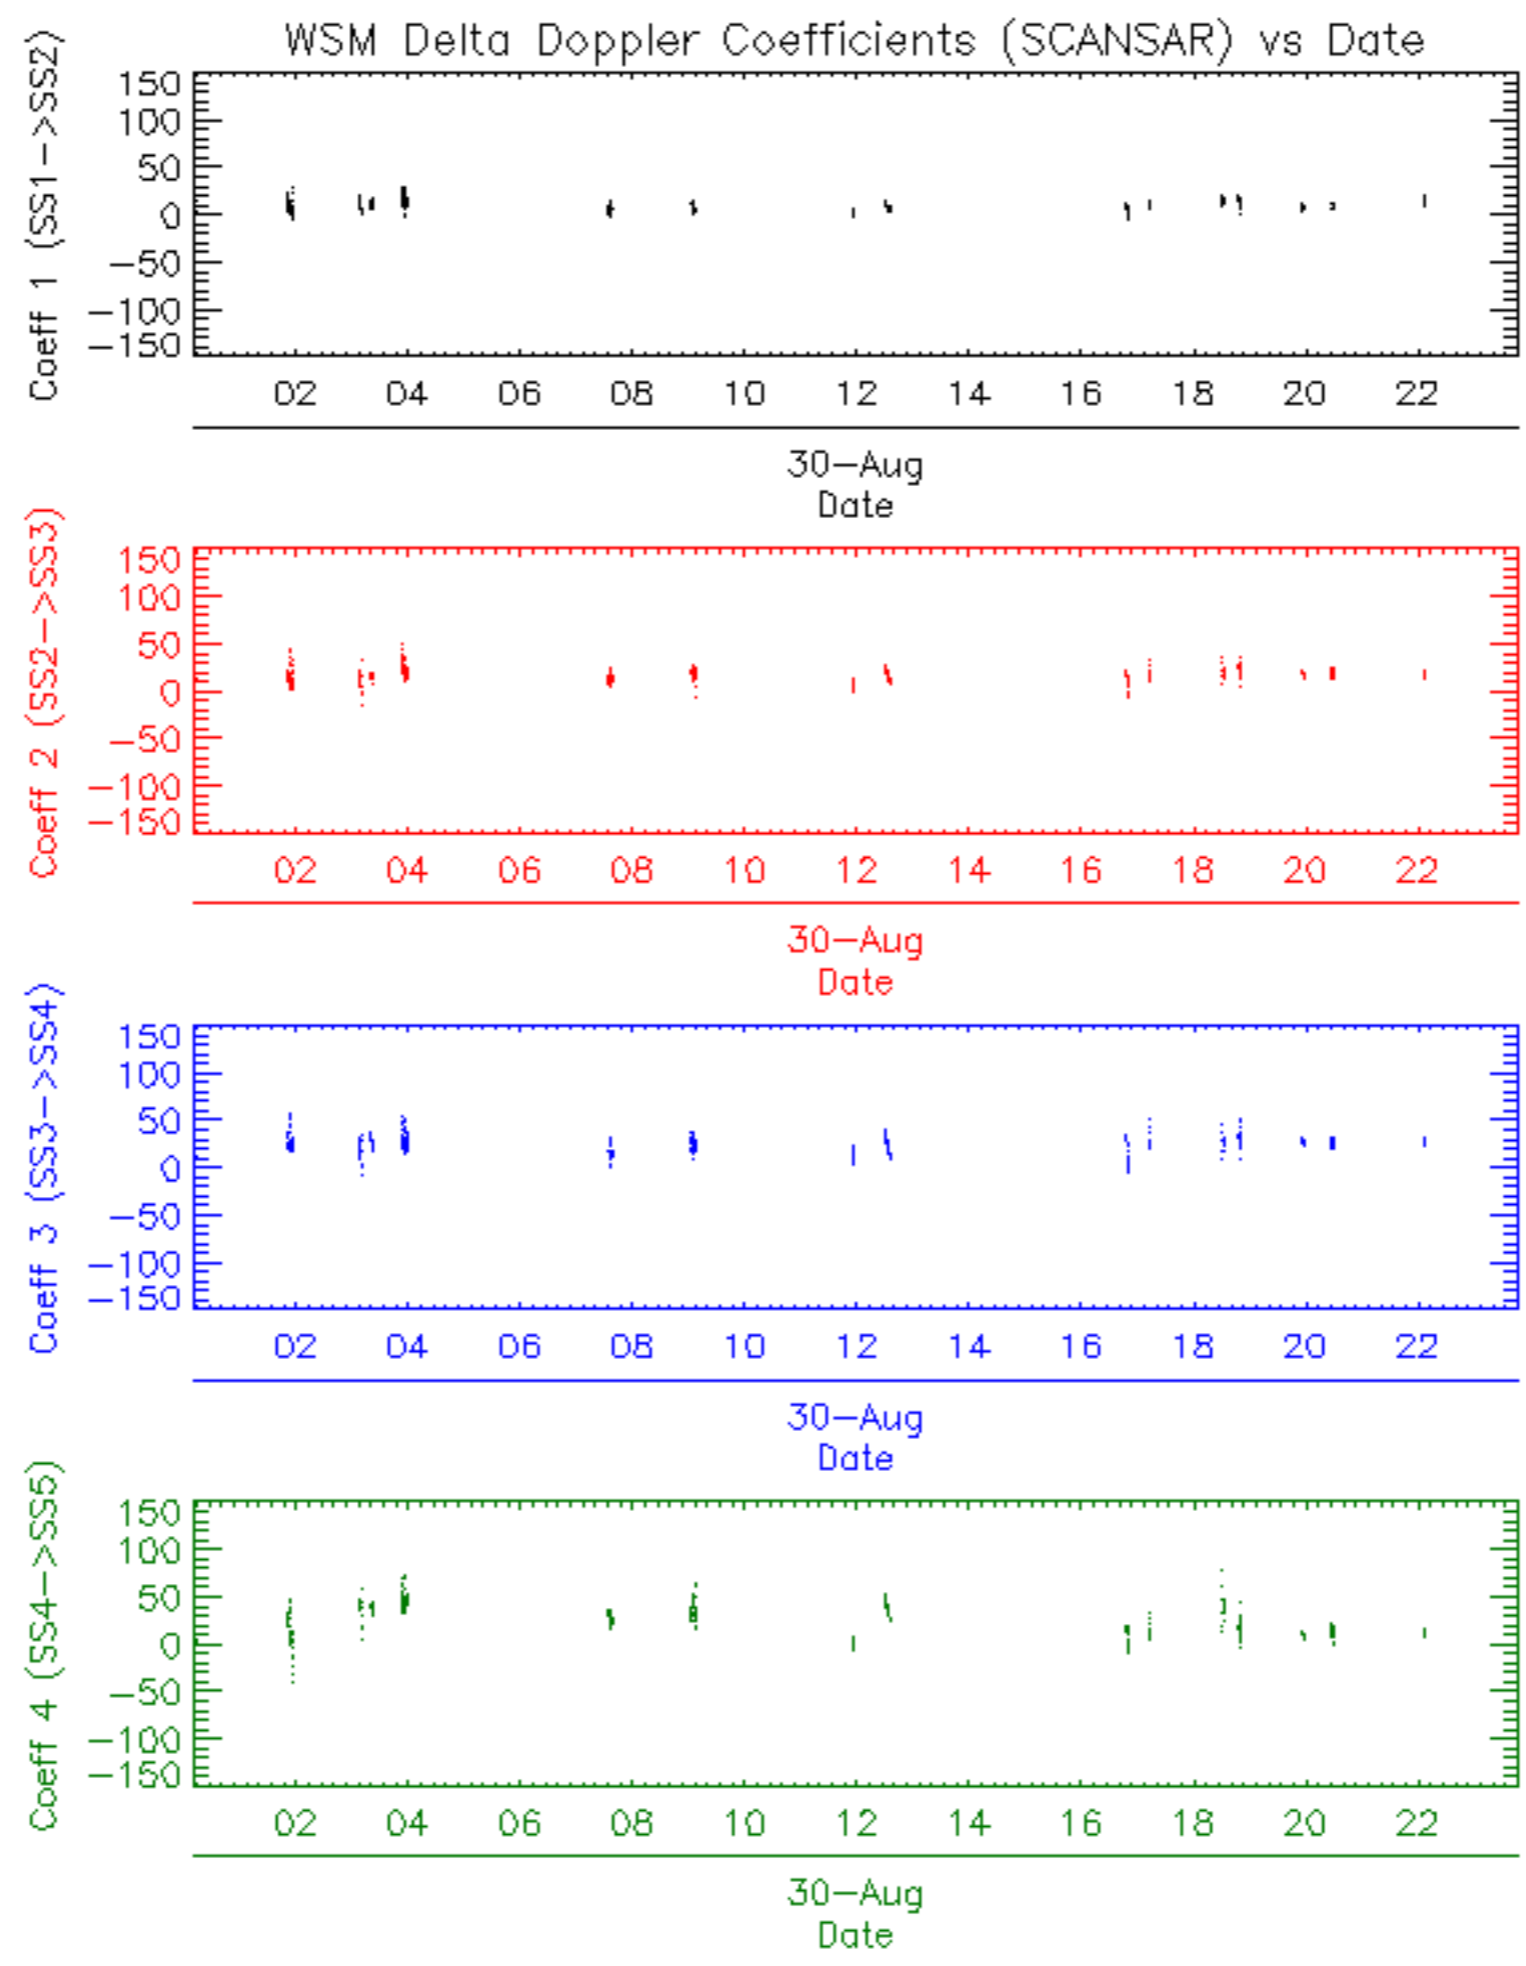 WSM Delta Doppler Coefficients (SCANSAR) vs Date
Coeff 1 (SS1->SS2)
150
100
50
0
-50
-100
-150
02 04 06 08 10 12 14 16 18 20 22
30-Aug
Date
Coeff 2 (SS2->SS3)
150
100
50
0
-50
-100
-150
02 04 06 08 10 12 14 16 18 20 22
30-Aug
Date
Coeff 3 (SS3->SS4)
150
100
50
0
-50
-100
-150
02 04 06 08 10 12 14 16 18 20 22
30-Aug
Date
Coeff 4 (SS4->SS5)
150
100
50
0
-50
-100
-150
02 04 06 08 10 12 14 16 18 20 22
30-Aug
Date